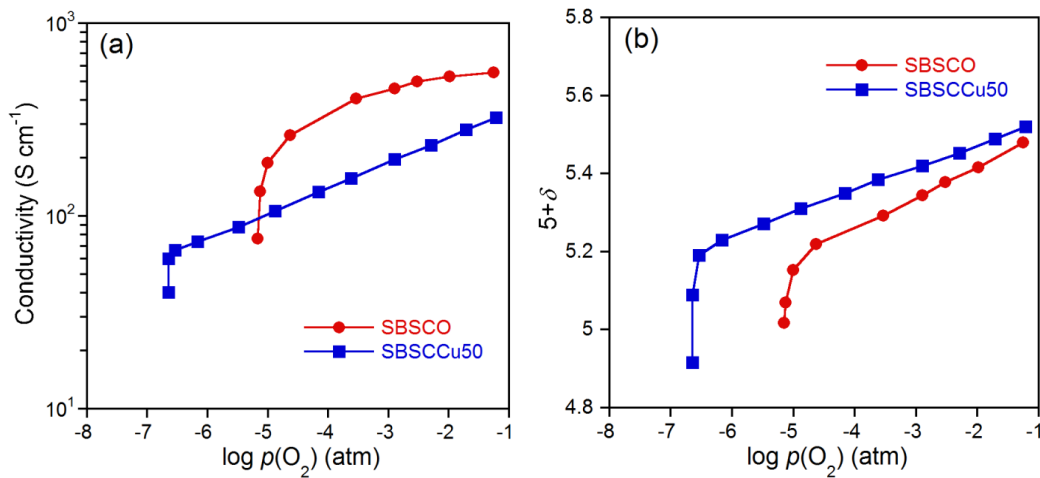 (a)
Conductivity (S cm⁻¹)
10³
10²
10¹
SBSCO
SBSCCu50
-8 -7 -6 -5 -4 -3 -2 -1
log p(O₂) (atm)
(b)
5+δ
5.8
5.6
5.4
5.2
5
4.8
SBSCO
SBSCCu50
-8 -7 -6 -5 -4 -3 -2 -1
log p(O₂) (atm)